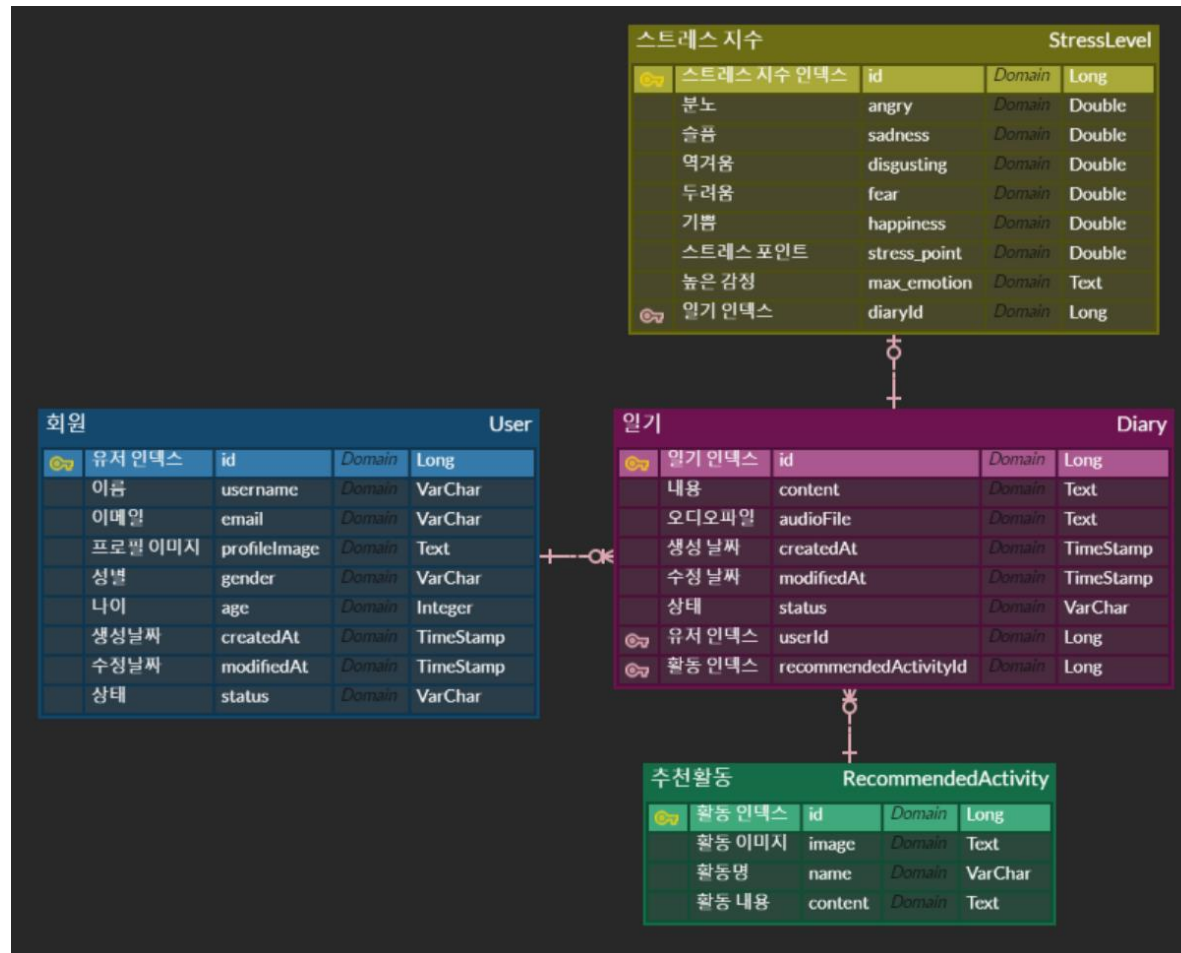 스트레스 지수 StressLevel
스트레스 지수 인덱스 id Domain Long
분노 angry Domain Double
슬픔 sadness Domain Double
역겨움 disgusting Domain Double
두려움 fear Domain Double
기쁨 happiness Domain Double
스트레스 포인트 stress_point Domain Double
높은 감정 max_emotion Domain Text
일기 인덱스 diaryId Domain Long
회원 User
유저 인덱스 id Domain Long
이름 username Domain VarChar
이메일 email Domain VarChar
프로필 이미지 profileImage Domain Text
성별 gender Domain VarChar
나이 age Domain Integer
생성날짜 createdAt Domain TimeStamp
수정날짜 modifiedAt Domain TimeStamp
상태 status Domain VarChar
일기 Diary
일기 인덱스 id Domain Long
내용 content Domain Text
오디오파일 audioFile Domain Text
생성 날짜 createdAt Domain TimeStamp
수정 날짜 modifiedAt Domain TimeStamp
상태 status Domain VarChar
유저 인덱스 userId Domain Long
활동 인덱스 recommendedActivityId Domain Long
추천활동 RecommendedActivity
활동 인덱스 id Domain Long
활동 이미지 image Domain Text
활동명 name Domain VarChar
활동 내용 content Domain Text